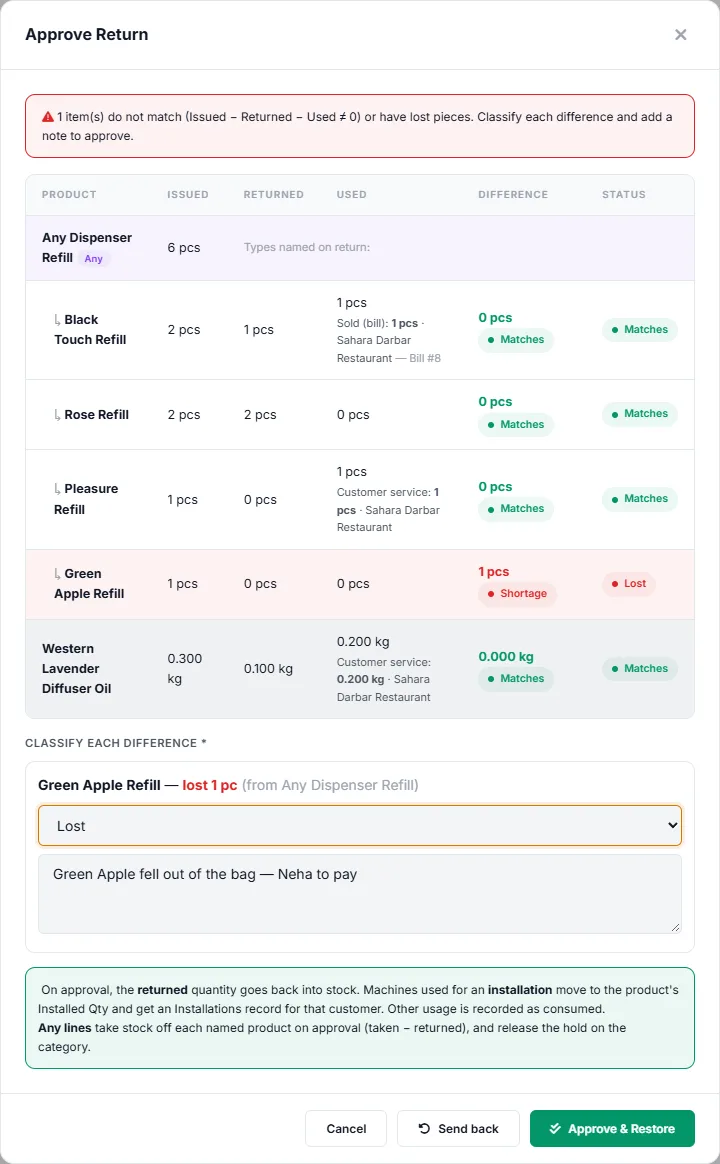 Approve Return
1 item(s) do not match (Issued − Returned − Used ≠ 0) or have lost pieces. Classify each difference and add a
note to approve.
PRODUCT ISSUED RETURNED USED DIFFERENCE STATUS
Any Dispenser
Refill Any
6 pcs
Types named on return:
Black
Touch Refill
2 pcs
1 pcs
1 pcs
Sold (bill): 1 pcs ·
Sahara Darbar
Restaurant — Bill #8
0 pcs
Matches
Matches
Rose Refill
2 pcs
2 pcs
0 pcs
0 pcs
Matches
Matches
Pleasure
Refill
1 pcs
0 pcs
1 pcs
Customer service: 1
pcs · Sahara Darbar
Restaurant
0 pcs
Matches
Matches
Green
Apple Refill
1 pcs
0 pcs
0 pcs
1 pcs
Shortage
Lost
Western
Lavender
Diffuser Oil
0.300
kg
0.100 kg
0.200 kg
Customer service:
0.200 kg · Sahara
Darbar Restaurant
0.000 kg
Matches
Matches
CLASSIFY EACH DIFFERENCE *
Green Apple Refill — lost 1 pc (from Any Dispenser Refill)
Lost
Green Apple fell out of the bag — Neha to pay
On approval, the returned quantity goes back into stock. Machines used for an installation move to the product's
Installed Qty and get an Installations record for that customer. Other usage is recorded as consumed.
Any lines take stock off each named product on approval (taken − returned), and release the hold on the
category.
Cancel
Send back
Approve & Restore